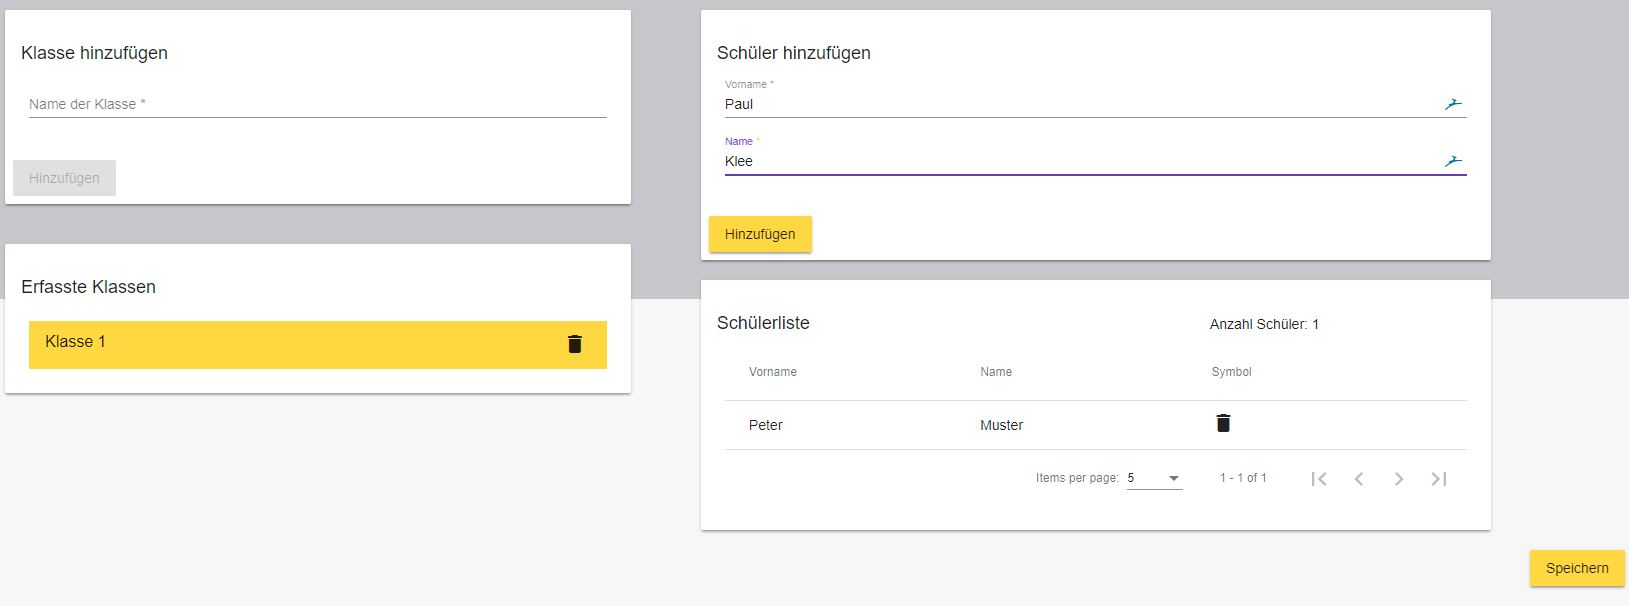 Klasse hinzufügen
Name der Klasse *
Hinzufügen
Erfasste Klassen
Klasse 1
Schüler hinzufügen
Vorname *
Paul
Name *
Klee
Hinzufügen
Schülerliste
Anzahl Schüler: 1
Vorname Name Symbol
Peter Muster
Items per page: 5 1 - 1 of 1
Speichern